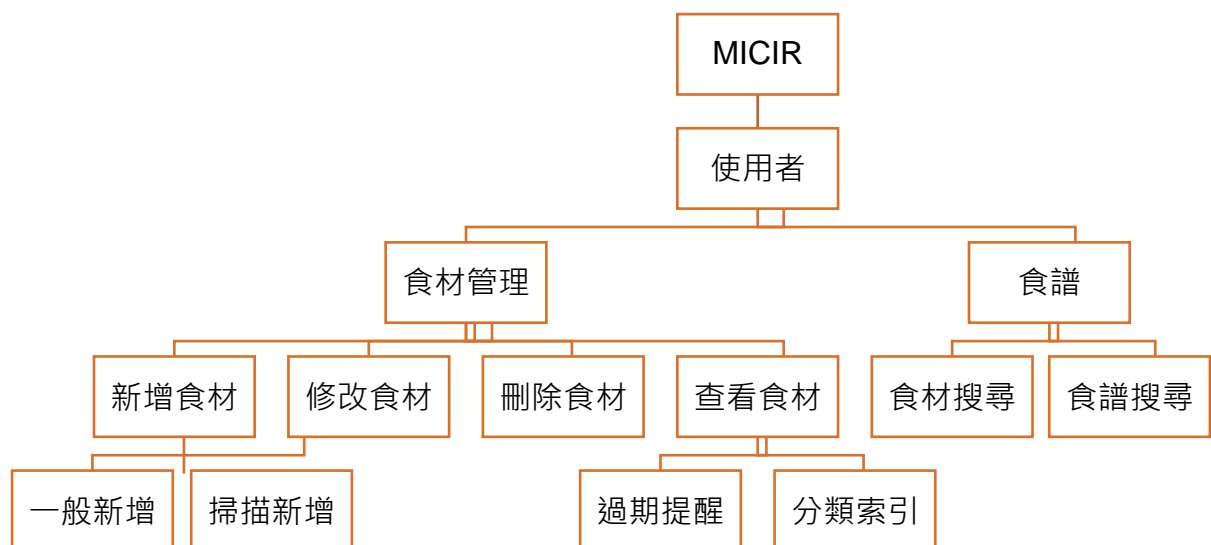 MICIR
使用者
食材管理
食譜
新增食材
修改食材
刪除食材
查看食材
食材搜尋
食譜搜尋
一般新增
掃描新增
過期提醒
分類索引